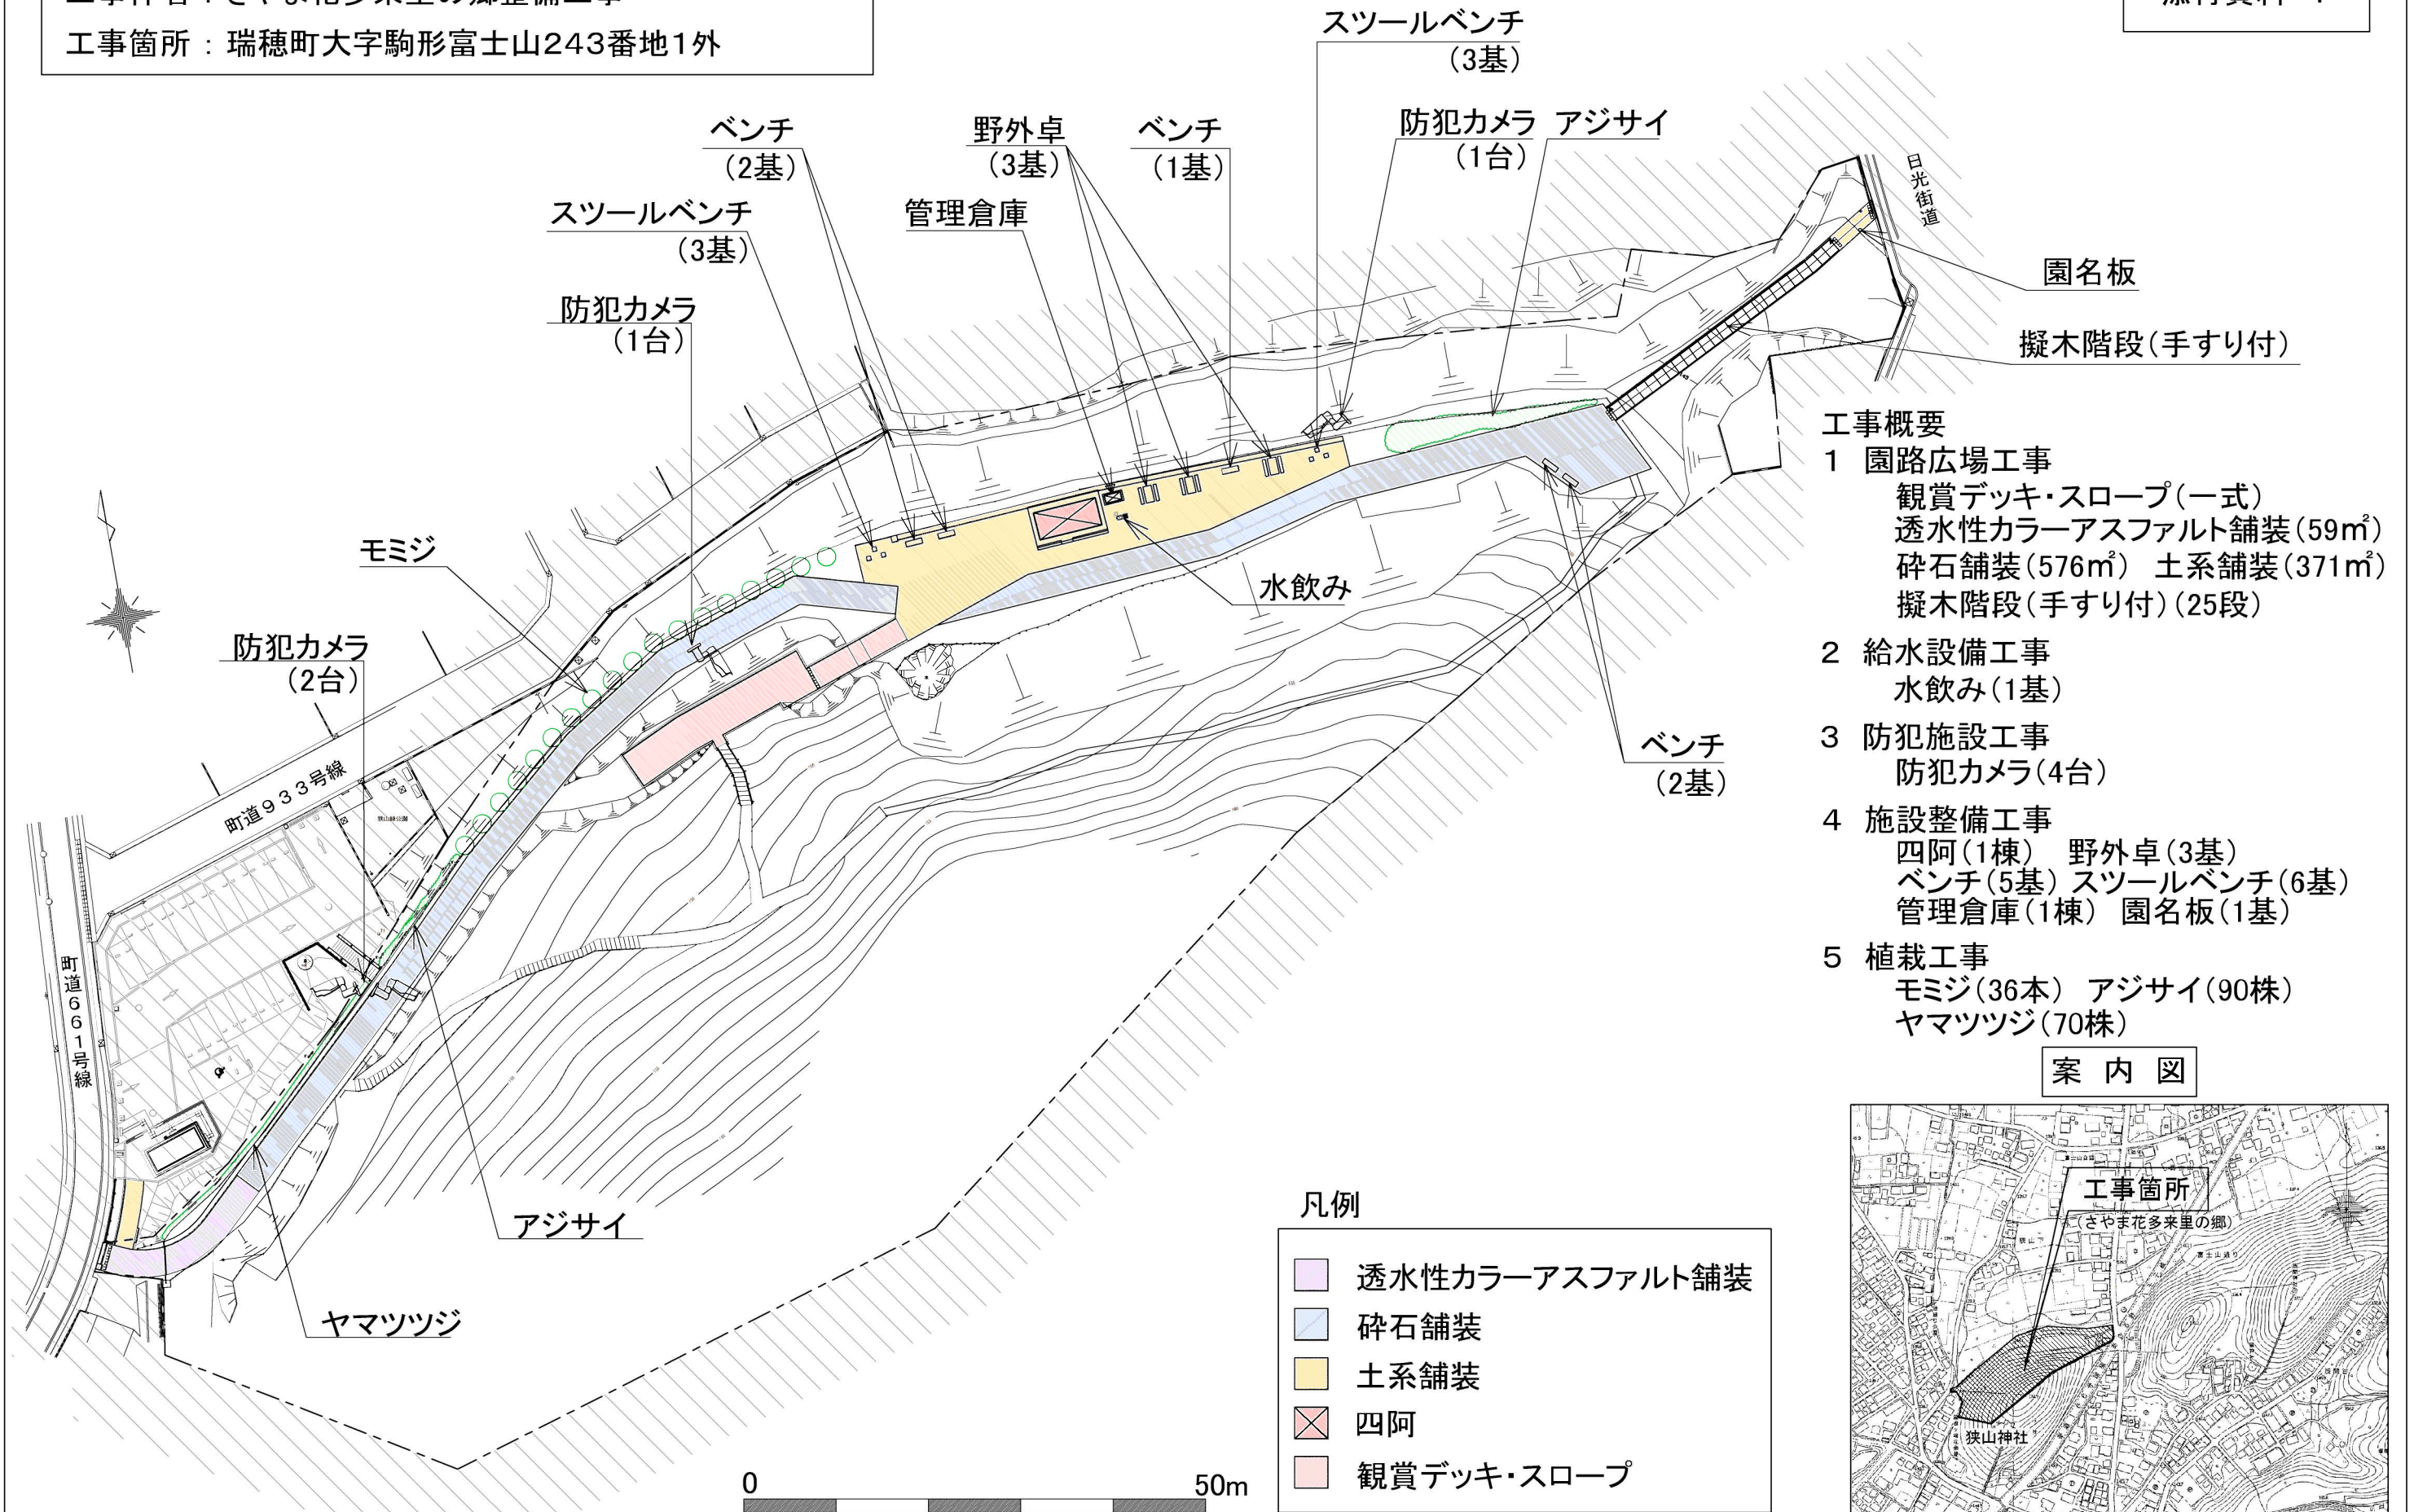 工事箇所：瑞穂町大字駒形富士山243番地1外
スツールベンチ
（3基）
ベンチ
（2基）
野外卓
（3基）
ベンチ
（1基）
防犯カメラ
（1台）
アジサイ
日光街道
スツールベンチ
（3基）
管理倉庫
園名板
防犯カメラ
（1台）
擬木階段（手すり付）
モミジ
水飲み
防犯カメラ
（2台）
ベンチ
（2基）
町道933号線
町道661号線
アジサイ
ヤマツツジ
工事概要
1 園路広場工事
観賞デッキ・スロープ（一式）
透水性カラーアスファルト舗装（59㎡）
砕石舗装（576㎡） 土系舗装（371㎡）
擬木階段（手すり付）（25段）
2 給水設備工事
水飲み（1基）
3 防犯施設工事
防犯カメラ（4台）
4 施設整備工事
四阿（1棟） 野外卓（3基）
ベンチ（5基） スツールベンチ（6基）
管理倉庫（1棟） 園名板（1基）
5 植栽工事
モミジ（36本） アジサイ（90株）
ヤマツツジ（70株）
案 内 図
工事箇所
（さやま花多来里の郷）
狭山神社
凡例
透水性カラーアスファルト舗装
砕石舗装
土系舗装
四阿
観賞デッキ・スロープ
0 50m